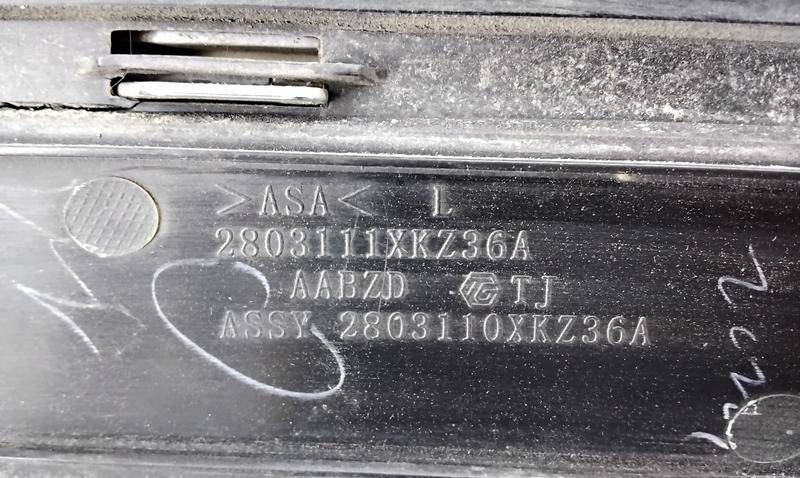 >ASA< L
2803111XKZ36A
AABZD TJ
ASSY 2803110XKZ36A